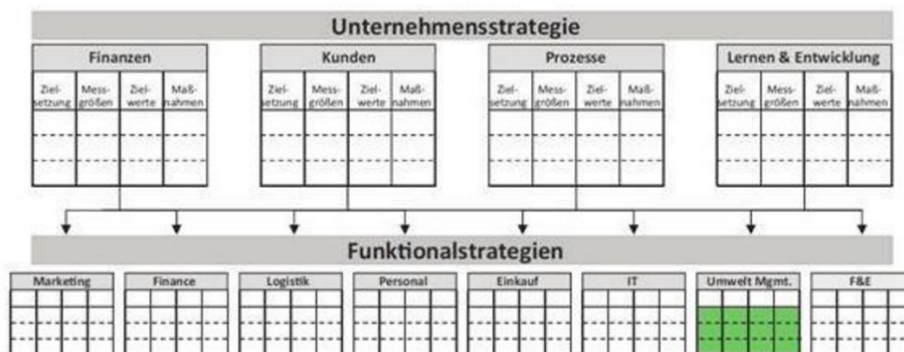 Unternehmensstrategie
Finanzen Kunden Prozesse Lernen & Entwicklung
Ziel- Mess- Ziel- Maß- Ziel- Mess- Ziel- Maß- Ziel- Mess- Ziel- Maß- Ziel- Mess- Ziel- Maß-
setzung größen werte nahmen setzung größen werte nahmen setzung größen werte nahmen setzung größen werte nahmen
Funktionalstrategien
Marketing Finance Logistik Personal Einkauf IT Umwelt Mgmt. F&E